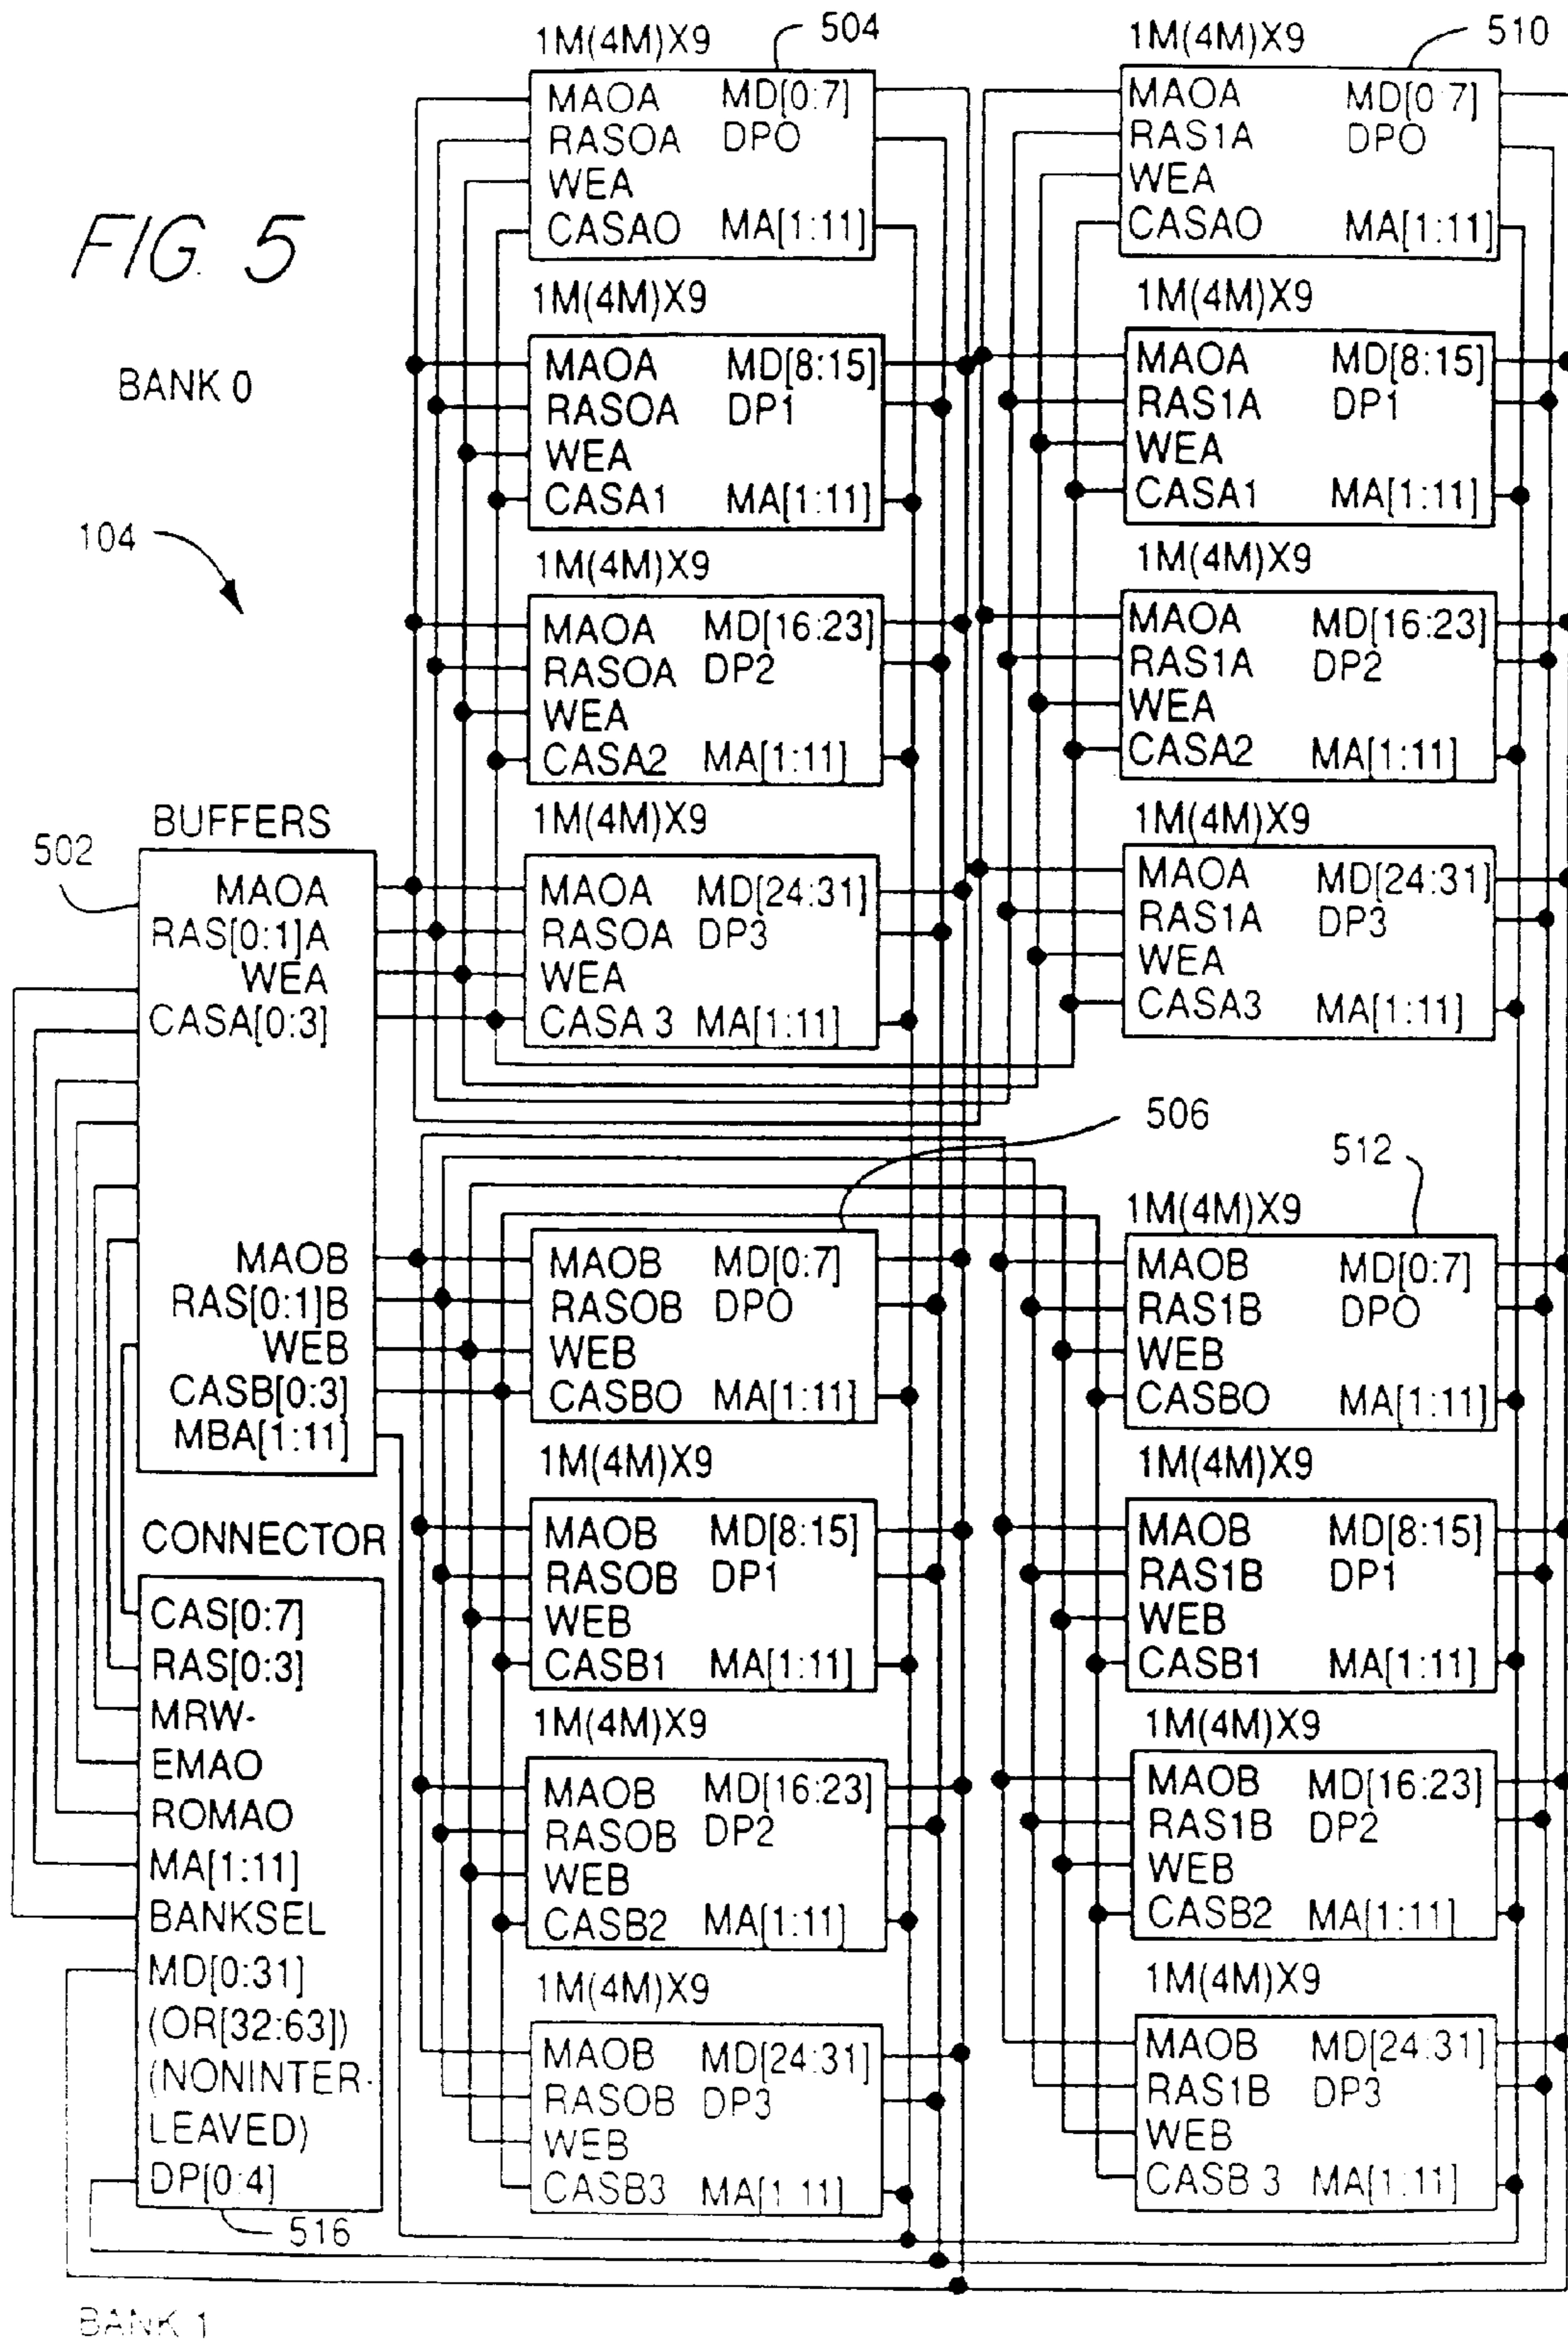 FIG. 5
BANK 0
104
1M(4M)X9
504
MAOA MD[0:7]
RASOA DPO
WEA
CASAO MA[1:11]
1M(4M)X9
MAOA MD[8:15]
RASOA DP1
WEA
CASA1 MA[1:11]
1M(4M)X9
MAOA MD[16:23]
RASOA DP2
WEA
CASA2 MA[1:11]
1M(4M)X9
MAOA MD[24:31]
RASOA DP3
WEA
CASA 3 MA[1:11]
1M(4M)X9
510
MAOA MD[0:7]
RAS1A DPO
WEA
CASAO MA[1:11]
1M(4M)X9
MAOA MD[8:15]
RAS1A DP1
WEA
CASA1 MA[1:11]
1M(4M)X9
MAOA MD[16:23]
RAS1A DP2
WEA
CASA2 MA[1:11]
1M(4M)X9
MAOA MD[24:31]
RAS1A DP3
WEA
CASA3 MA[1:11]
BUFFERS
502
MAOA
RAS[0:1]A
WEA
CASA[0:3]
MAOB
RAS[0:1]B
WEB
CASB[0:3]
MBA[1:11]
506
MAOB MD[0:7]
RASOB DPO
WEB
CASBO MA[1:11]
1M(4M)X9
MAOB MD[8:15]
RASOB DP1
WEB
CASB1 MA[1:11]
1M(4M)X9
MAOB MD[16:23]
RASOB DP2
WEB
CASB2 MA[1:11]
1M(4M)X9
MAOB MD[24:31]
RASOB DP3
WEB
CASB3 MA[1:11]
512
1M(4M)X9
MAOB MD[0:7]
RAS1B DPO
WEB
CASBO MA[1:11]
1M(4M)X9
MAOB MD[8:15]
RAS1B DP1
WEB
CASB1 MA[1:11]
1M(4M)X9
MAOB MD[16:23]
RAS1B DP2
WEB
CASB2 MA[1:11]
1M(4M)X9
MAOB MD[24:31]
RAS1B DP3
WEB
CASB 3 MA[1:11]
CONNECTOR
CAS[0:7]
RAS[0:3]
MRW-
EMAO
ROMAO
MA[1:11]
BANKSEL
MD[0:31]
(OR[32:63])
(NONINTER-
LEAVED)
DP[0:4]
516
BANK 1